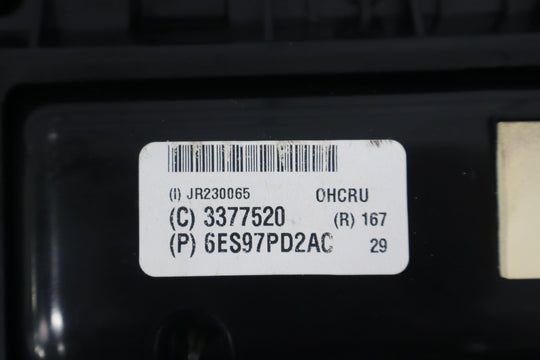 (I) JR230065 OHCRU
(C) 3377520 (R) 167
(P) 6ES97PD2AC 29